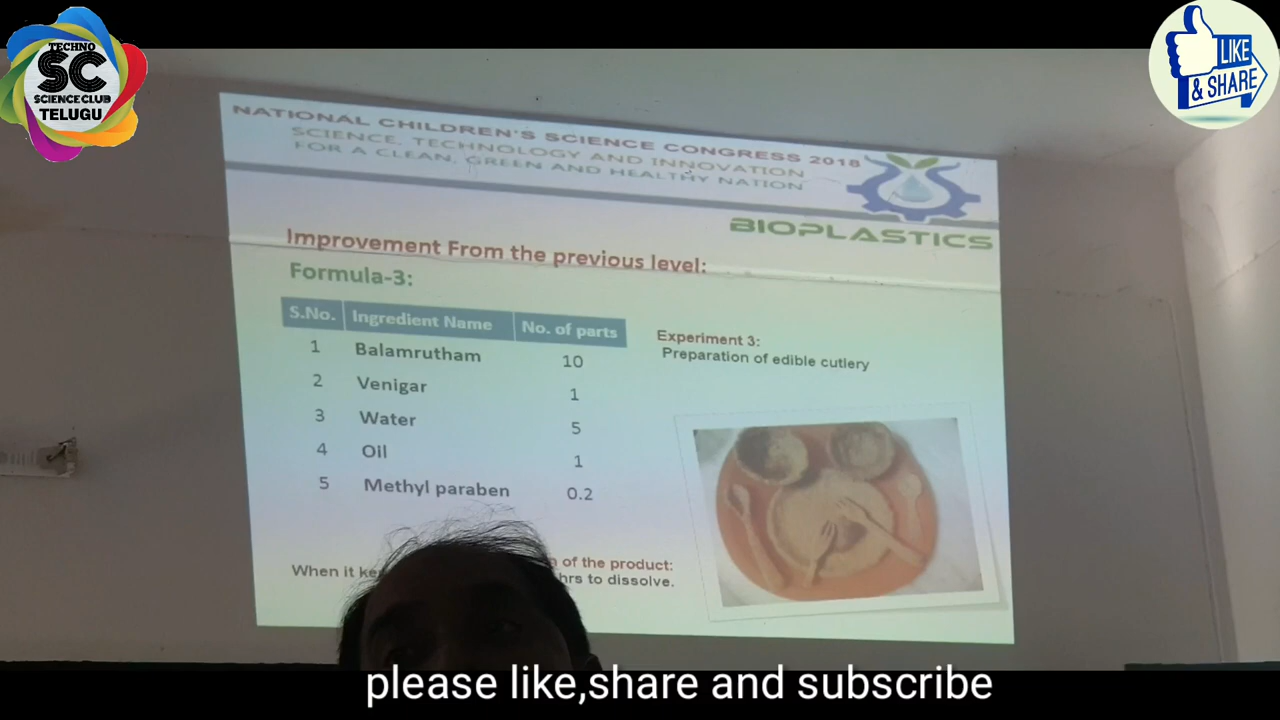 TECHNO
SC
SCIENCE CLUB
TELUGU
LIKE
& SHARE
NATIONAL CHILDREN'S SCIENCE CONGRESS 2018
SCIENCE, TECHNOLOGY AND INNOVATION
FOR A CLEAN, GREEN AND HEALTHY NATION
BIOPLASTICS
Improvement From the previous level:
Formula-3:
S.No. Ingredient Name No. of parts
1 Balamrutham 10
2 Venigar 1
3 Water 5
4 Oil 1
5 Methyl paraben 0.2
Experiment 3:
Preparation of edible cutlery
of the product:
When it hrs to dissolve.
please like,share and subscribe